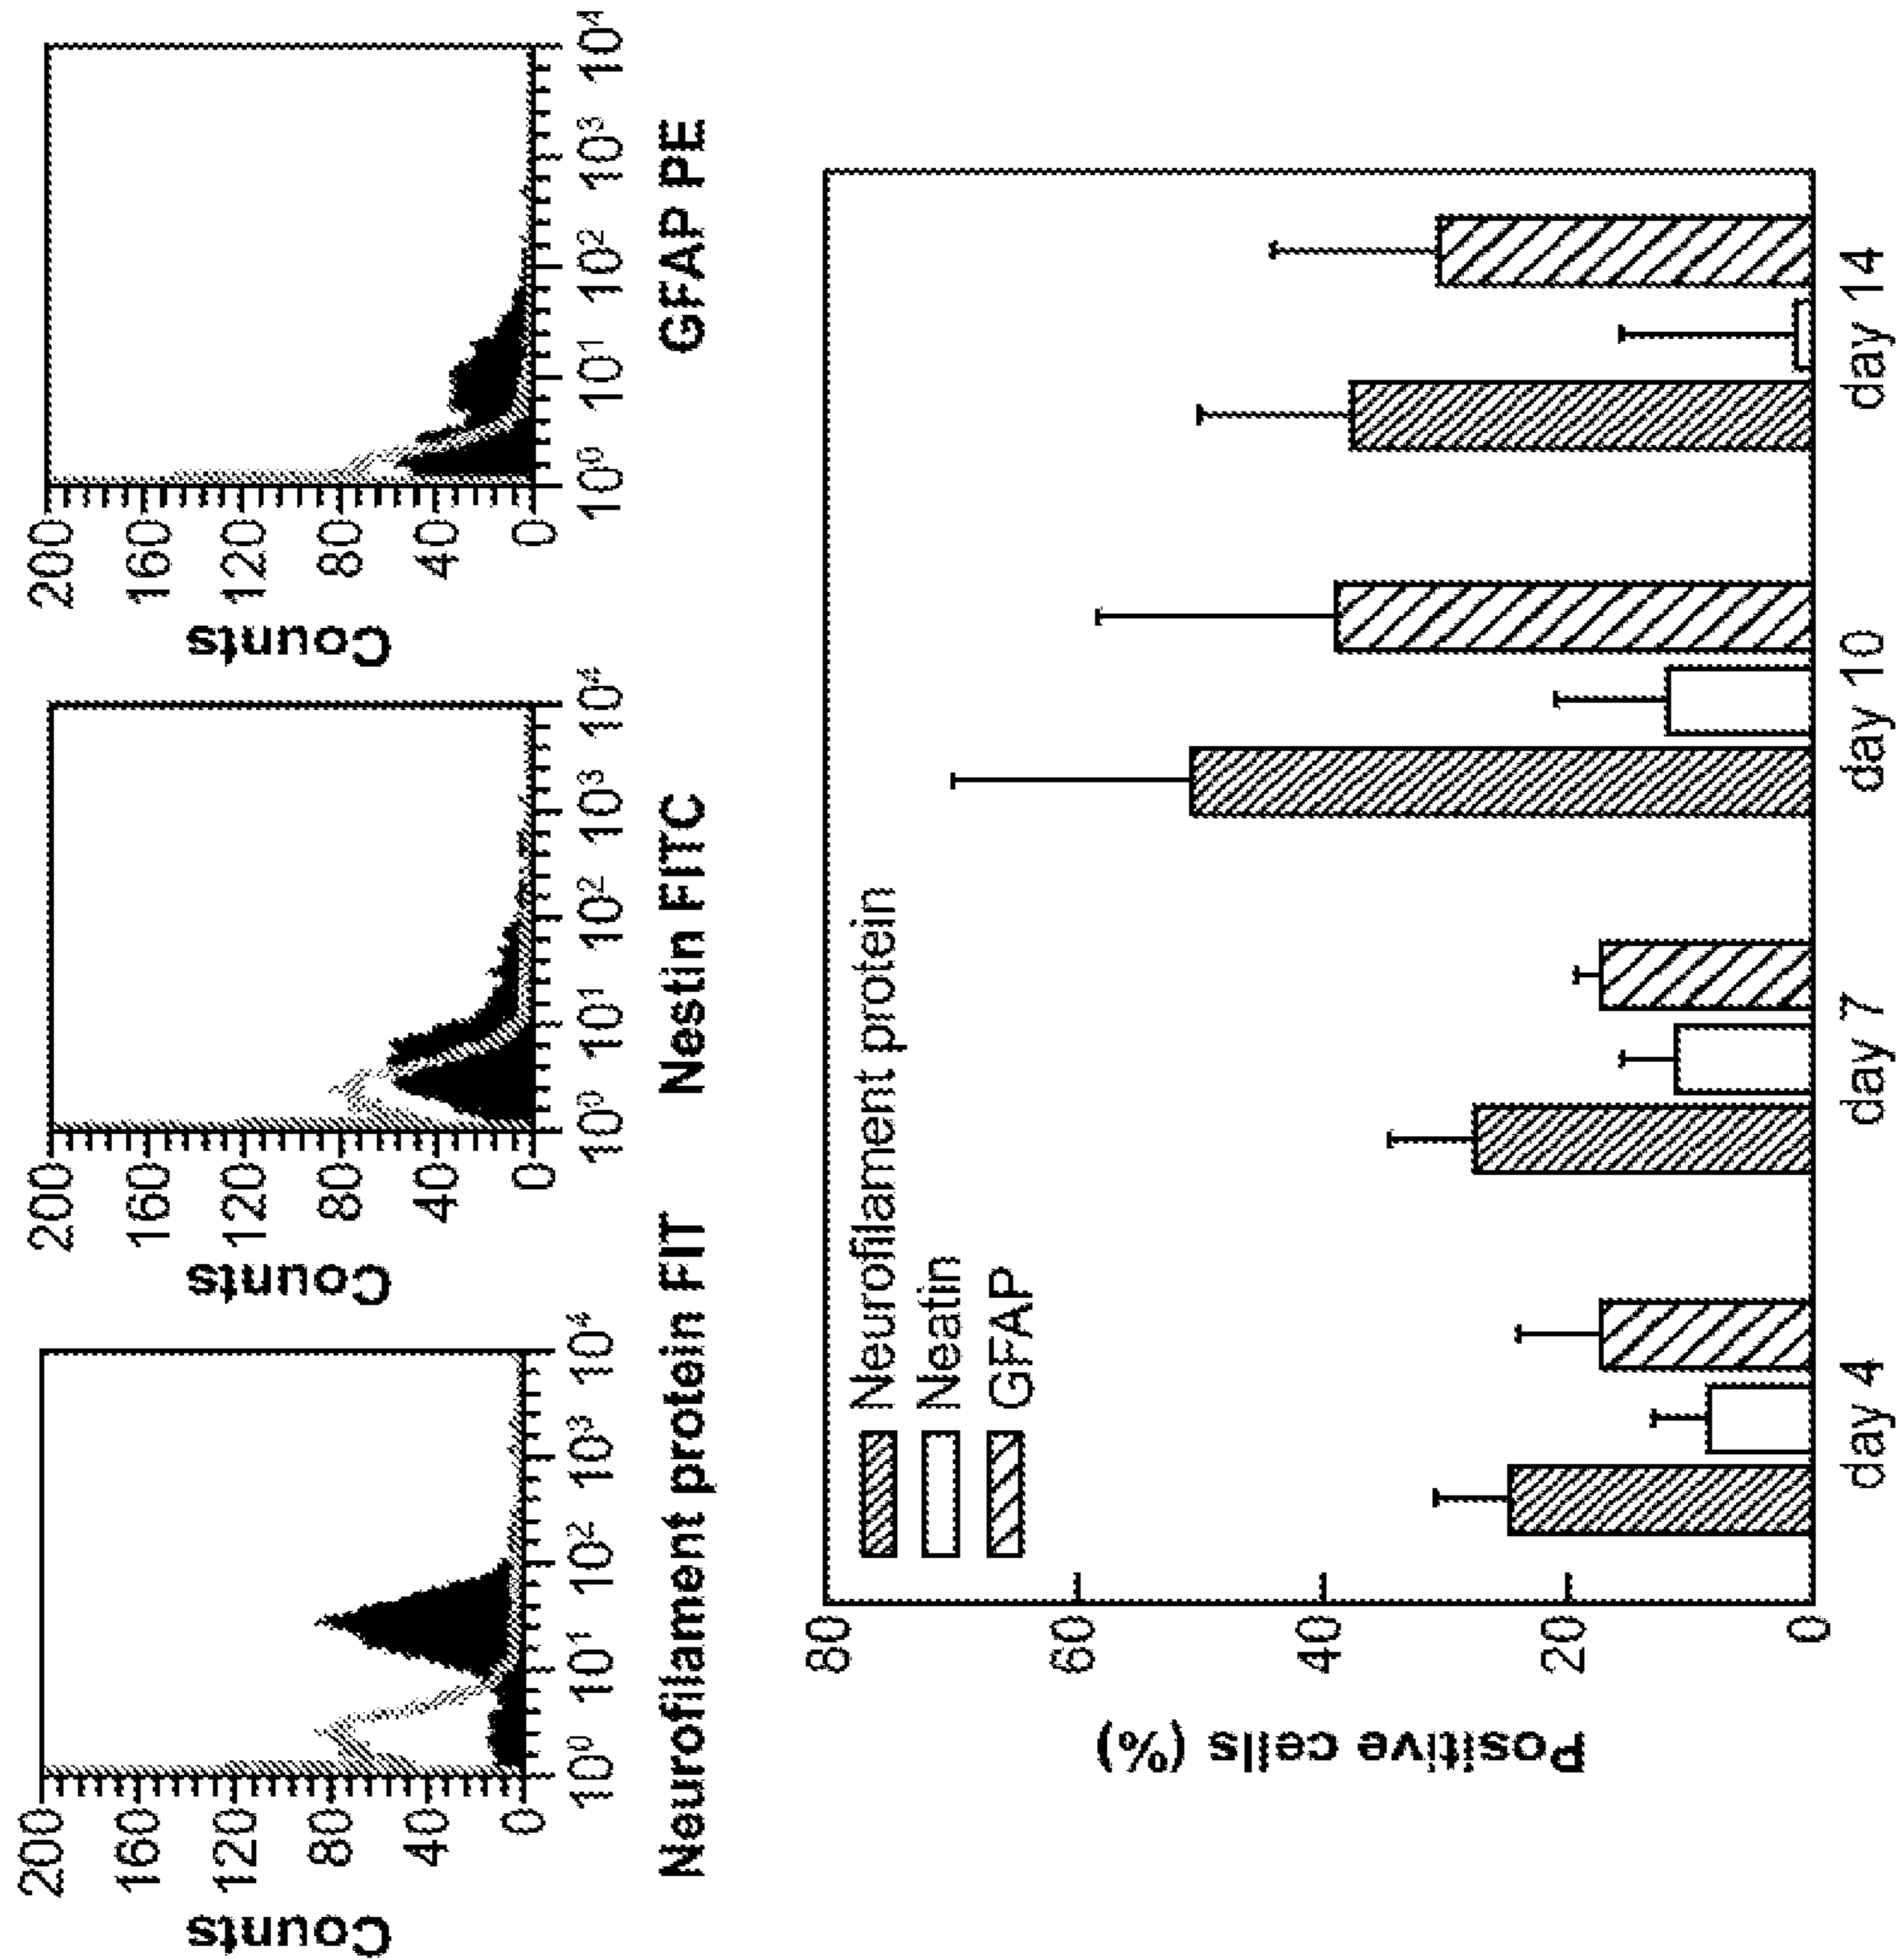 200
160
120
80
40
0
Counts
10⁰ 10¹ 10² 10³ 10⁴
Neurofilament protein FIT
200
160
120
80
40
0
Counts
10⁰ 10¹ 10² 10³ 10⁴
Nestin FITC
200
160
120
80
40
0
Counts
10⁰ 10¹ 10² 10³ 10⁴
GFAP PE
Positive cells (%)
80
60
40
20
0
Neurofilament protein
Neatin
GFAP
day 4
day 7
day 10
day 14